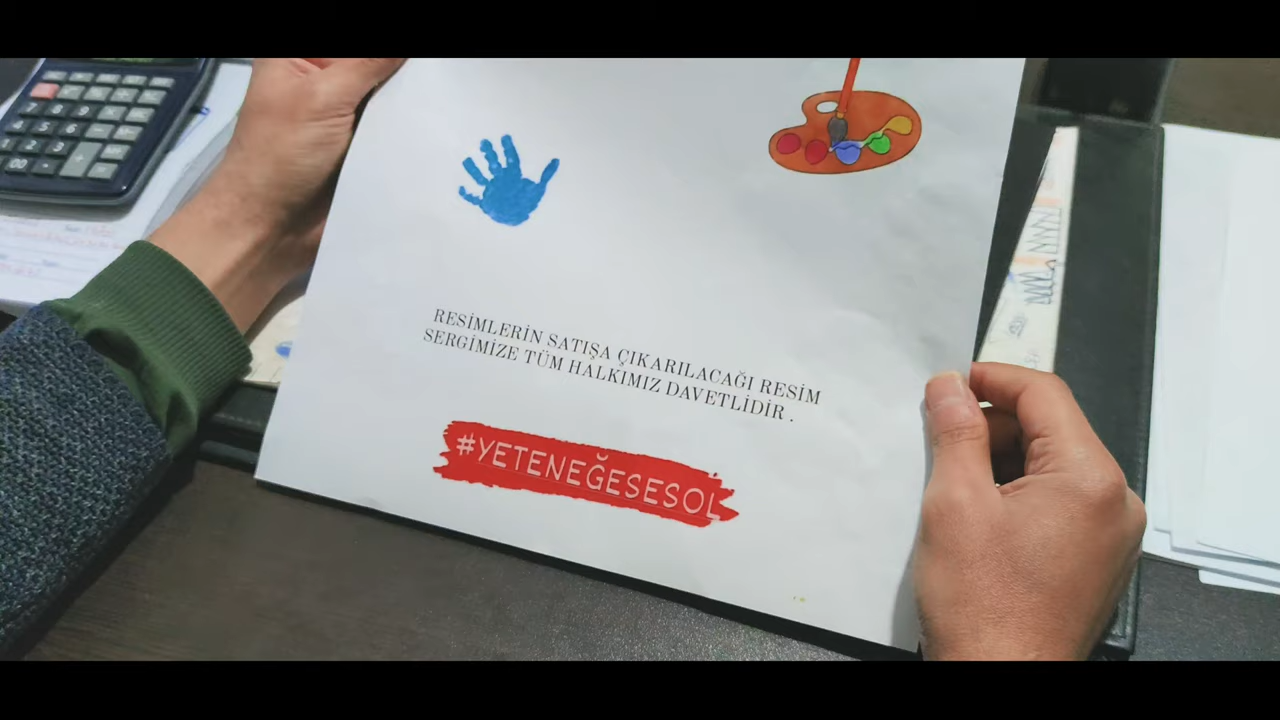 RESİMLERİN SATIŞA ÇIKARILACAĞI RESİM
SERGİMİZE TÜM HALKIMIZ DAVETLİDİR .
#YETENEĞESESOL